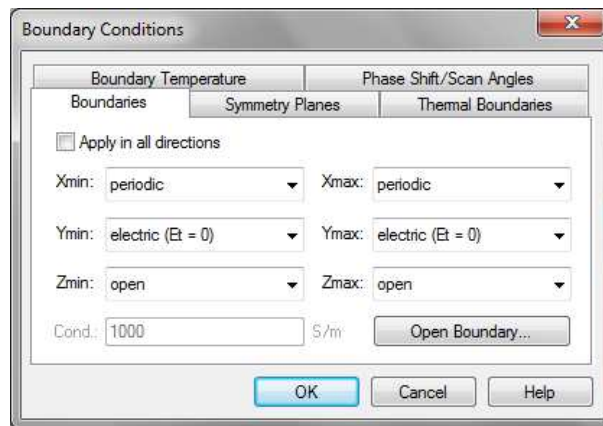 Boundary Conditions
Boundary Temperature Phase Shift/Scan Angles
Boundaries Symmetry Planes Thermal Boundaries
Apply in all directions
Xmin: periodic Xmax: periodic
Ymin: electric (Et = 0) Ymax: electric (Et = 0)
Zmin: open Zmax: open
Cond.: 1000 S/m Open Boundary...
OK Cancel Help